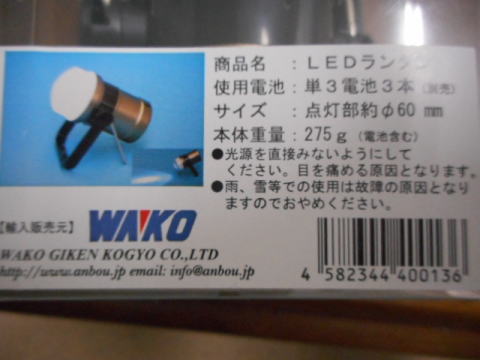 商品名 : LEDランタン
使用電池 : 単3電池3本(別売)
サイズ : 点灯部約φ60 mm
本体重量 : 275g (電池含む)
●光源を直接みないようにして
ください。目を痛める原因となります。
●雨、雪等での使用は故障の原因となり
ますのでおやめください。
【輸入販売元】 WAKO
WAKO GIKEN KOGYO CO.,LTD
http://www.anbou.jp email: info@anbou.jp
4 582344 400136